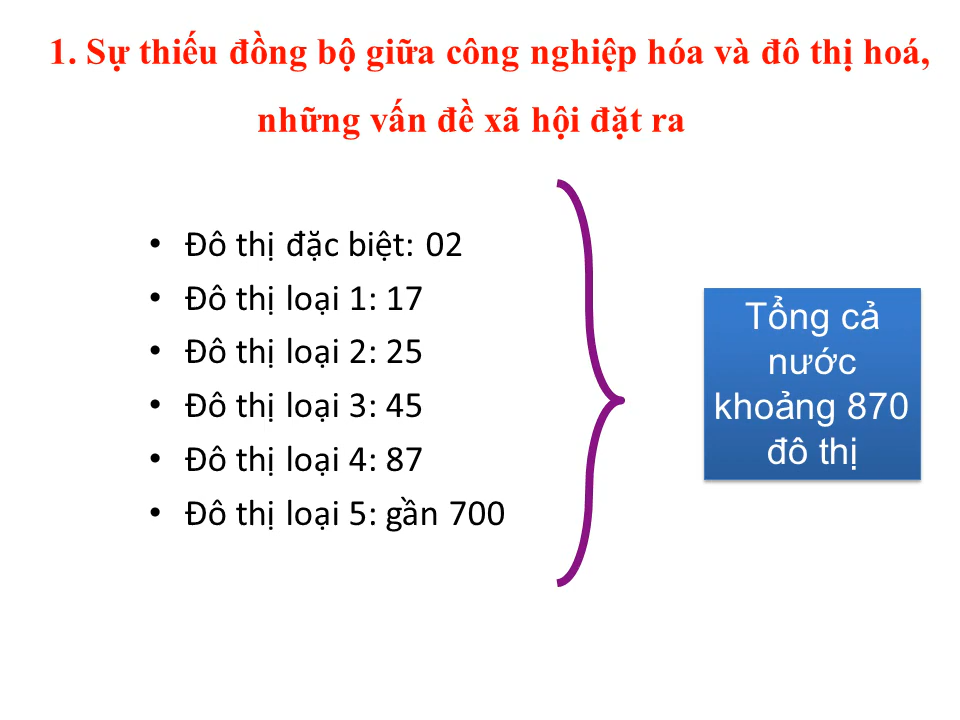 1. Sự thiếu đồng bộ giữa công nghiệp hóa và đô thị hoá,
những vấn đề xã hội đặt ra
• Đô thị đặc biệt: 02
• Đô thị loại 1: 17
• Đô thị loại 2: 25
• Đô thị loại 3: 45
• Đô thị loại 4: 87
• Đô thị loại 5: gần 700
Tổng cả
nước
khoảng 870
đô thị